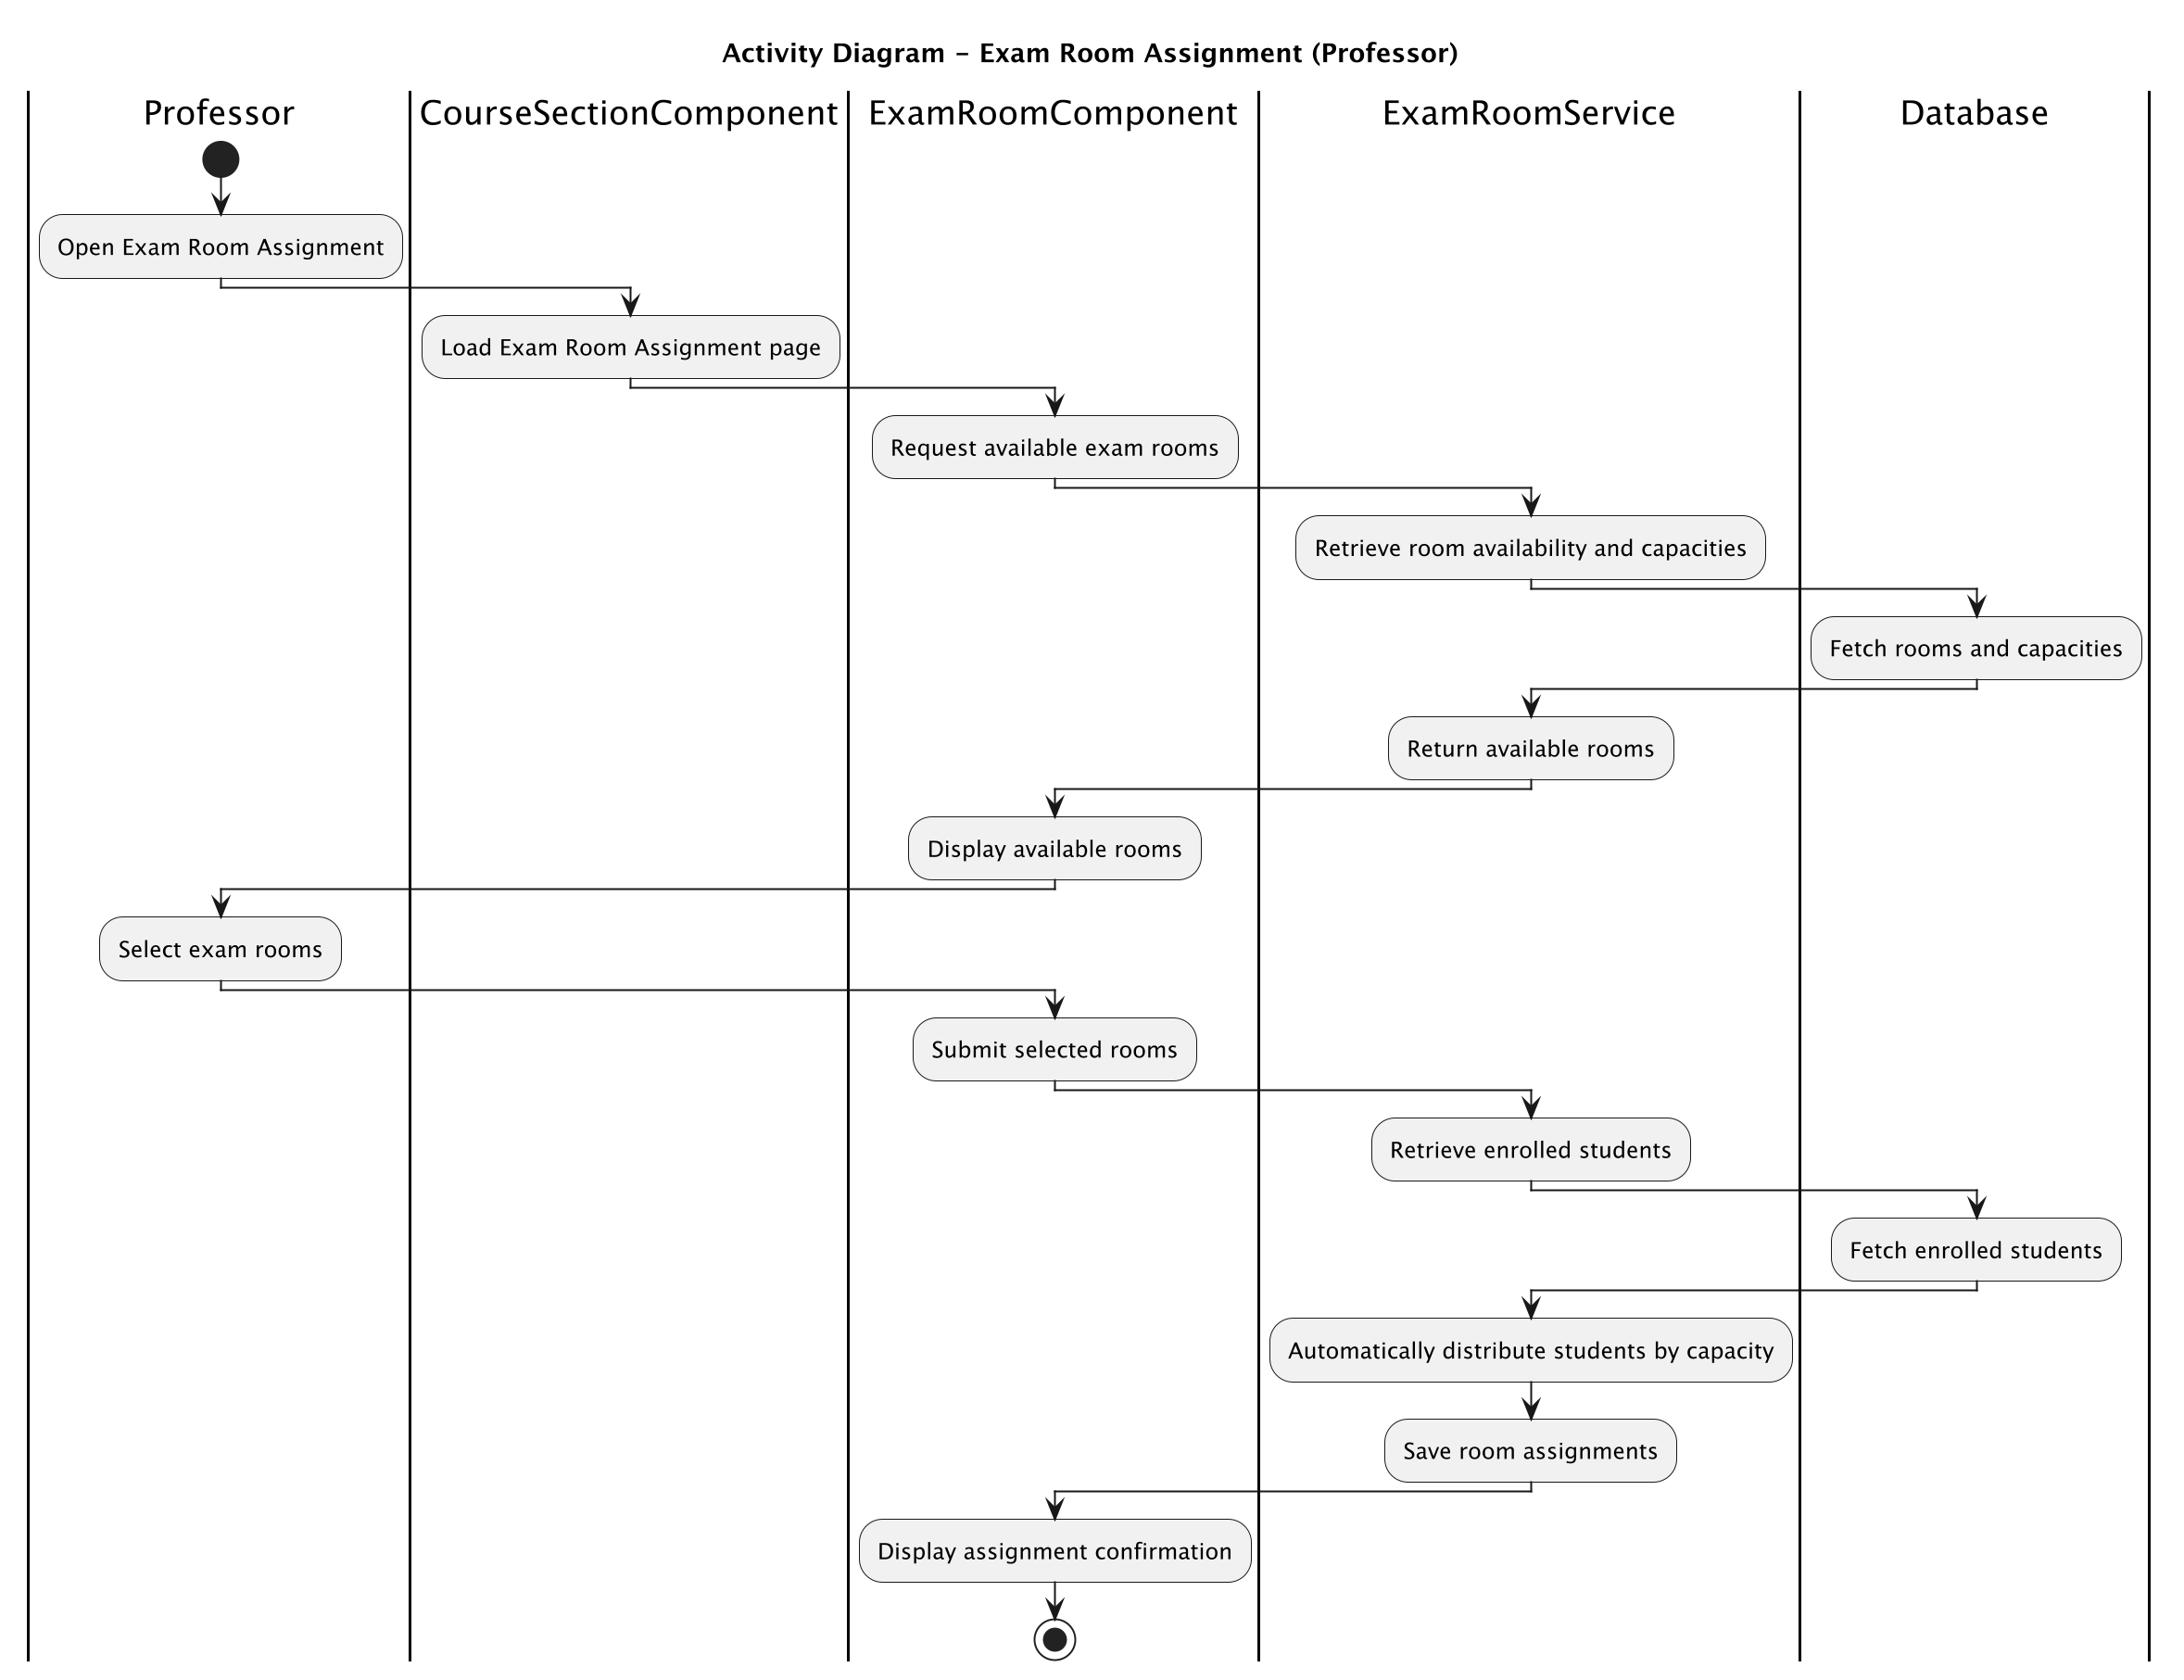 Activity Diagram – Exam Room Assignment (Professor)
Professor
CourseSectionComponent
ExamRoomComponent
ExamRoomService
Database
Open Exam Room Assignment
Load Exam Room Assignment page
Request available exam rooms
Retrieve room availability and capacities
Fetch rooms and capacities
Return available rooms
Display available rooms
Select exam rooms
Submit selected rooms
Retrieve enrolled students
Fetch enrolled students
Automatically distribute students by capacity
Save room assignments
Display assignment confirmation